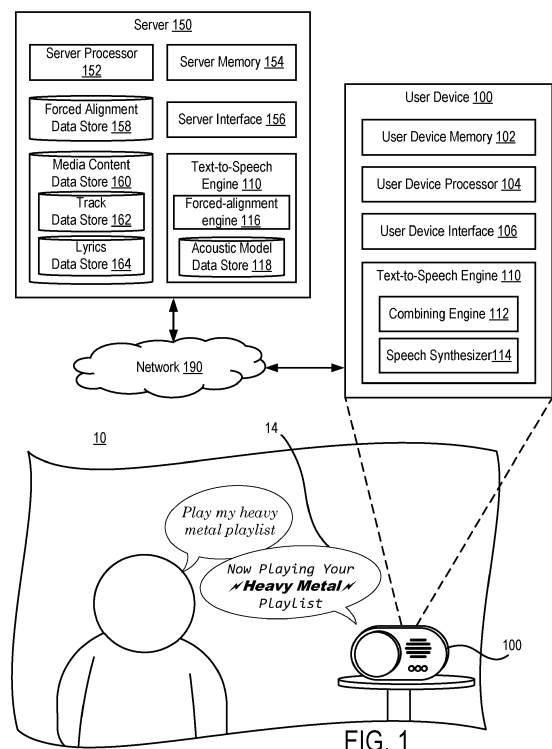 Server 150
Server Processor
152
Server Memory 154
Forced Alignment
Data Store 158
Server Interface 156
Media Content
Data Store 160
Track
Data Store 162
Lyrics
Data Store 164
Text-to-Speech
Engine 110
Forced-alignment
engine 116
Acoustic Model
Data Store 118
User Device 100
User Device Memory 102
User Device Processor 104
User Device Interface 106
Text-to-Speech Engine 110
Combining Engine 112
Speech Synthesizer114
Network 190
10
14
Play my heavy
metal playlist
Now Playing Your
Heavy Metal
Playlist
100
FIG. 1